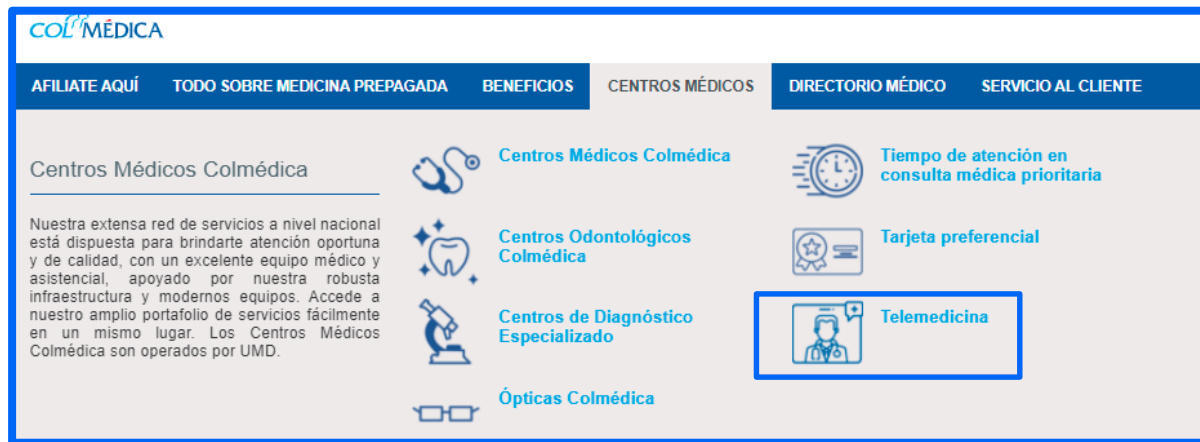 COLMÉDICA
AFILIATE AQUÍ TODO SOBRE MEDICINA PREPAGADA BENEFICIOS CENTROS MÉDICOS DIRECTORIO MÉDICO SERVICIO AL CLIENTE
Centros Médicos Colmédica
Nuestra extensa red de servicios a nivel nacional
está dispuesta para brindarte atención oportuna
y de calidad, con un excelente equipo médico y
asistencial, apoyado por nuestra robusta
infraestructura y modernos equipos. Accede a
nuestro amplio portafolio de servicios fácilmente
en un mismo lugar. Los Centros Médicos
Colmédica son operados por UMD.
Centros Médicos Colmédica
Centros Odontológicos
Colmédica
Centros de Diagnóstico
Especializado
Ópticas Colmédica
Tiempo de atención en
consulta médica prioritaria
Tarjeta preferencial
Telemedicina